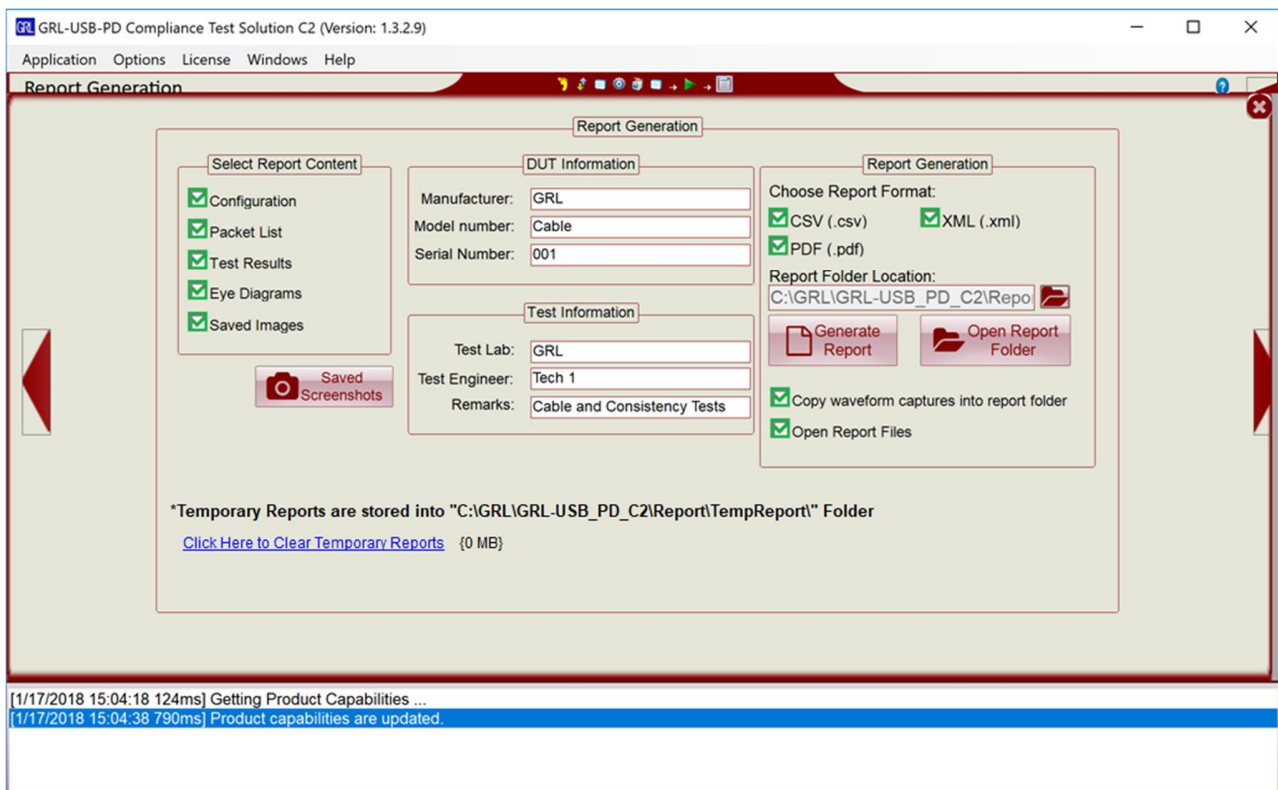 GRL GRL-USB-PD Compliance Test Solution C2 (Version: 1.3.2.9)
Application Options License Windows Help
Report Generation
Report Generation
Select Report Content
Configuration
Packet List
Test Results
Eye Diagrams
Saved Images
Saved
Screenshots
DUT Information
Manufacturer: GRL
Model number: Cable
Serial Number: 001
Test Information
Test Lab: GRL
Test Engineer: Tech 1
Remarks: Cable and Consistency Tests
Report Generation
Choose Report Format:
CSV (.csv) XML (.xml)
PDF (.pdf)
Report Folder Location:
C:\GRL\GRL-USB_PD_C2\Repo
Generate
Report
Open Report
Folder
Copy waveform captures into report folder
Open Report Files
*Temporary Reports are stored into "C:\GRL\GRL-USB_PD_C2\Report\TempReport\" Folder
Click Here to Clear Temporary Reports {0 MB}
[1/17/2018 15:04:18 124ms] Getting Product Capabilities ...
[1/17/2018 15:04:38 790ms] Product capabilities are updated.